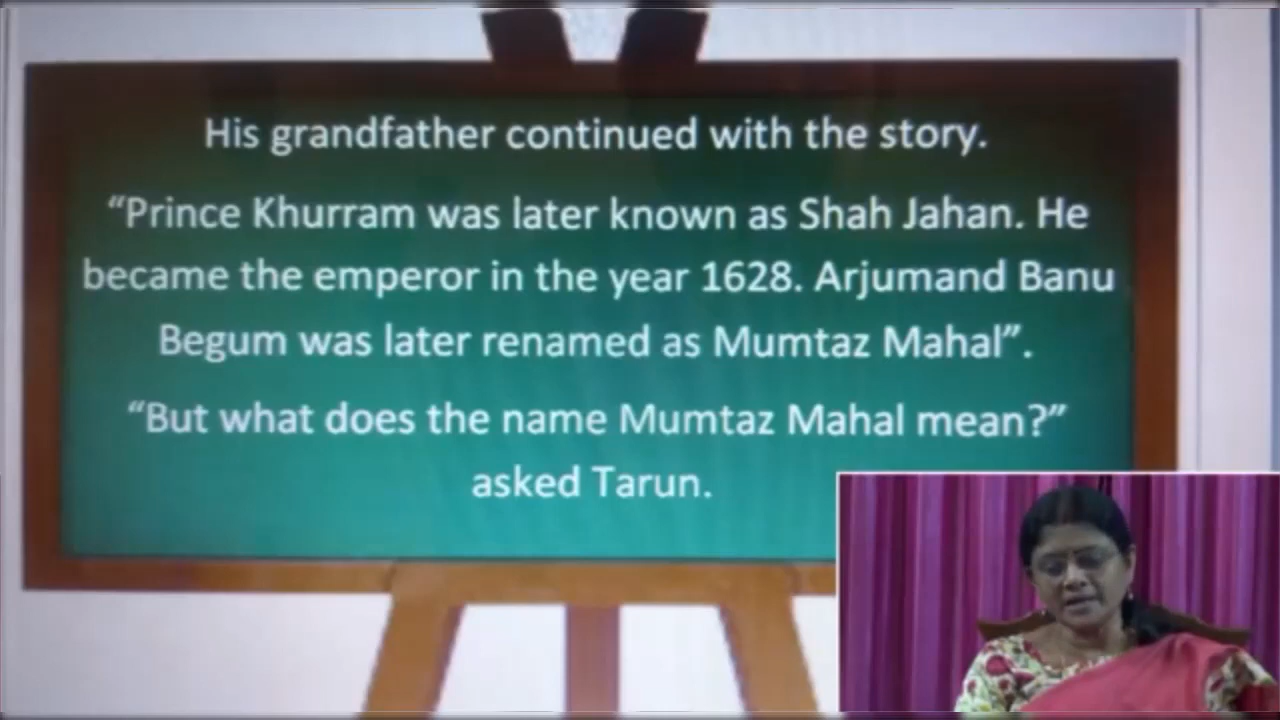 His grandfather continued with the story.
“Prince Khurram was later known as Shah Jahan. He
became the emperor in the year 1628. Arjumand Banu
Begum was later renamed as Mumtaz Mahal”.
“But what does the name Mumtaz Mahal mean?”
asked Tarun.